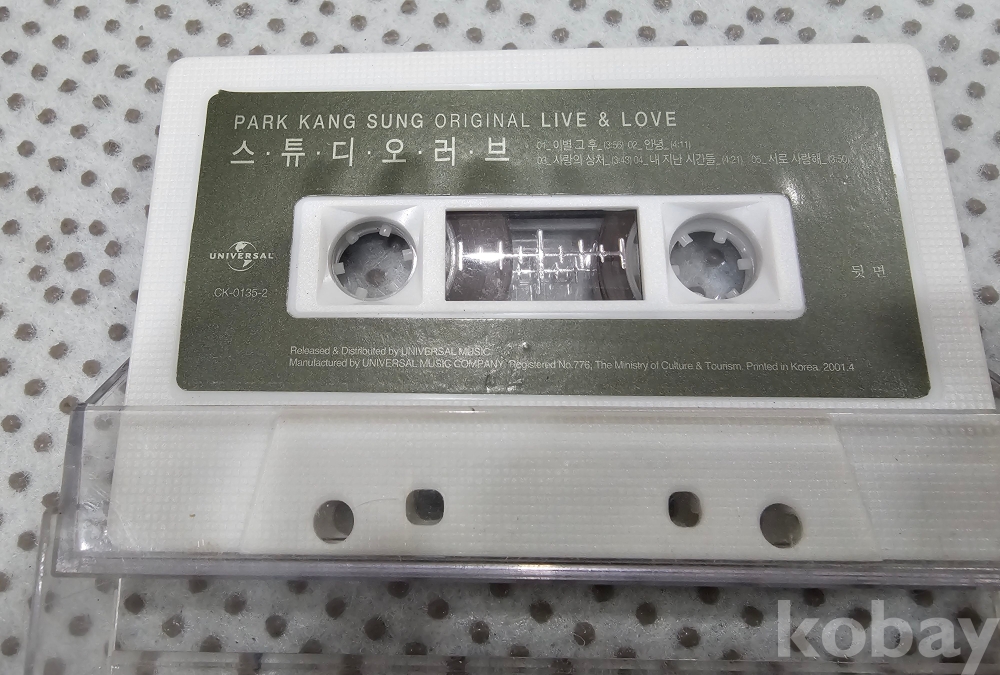 PARK KANG SUNG ORIGINAL LIVE & LOVE
스·튜·디·오·러·브
01_이별 그 후_(3:56) 02_안녕_(4:11)
03_사랑의 상처_(3:43) 04_내 지난 시간들_(4:21) 05_서로 사람해_(3:50)
UNIVERSAL
CK-0135-2
뒷 면
Released & Distributed by UNIVERSAL MUSIC.
Manufactured by UNIVERSAL MUSIC COMPANY. Registered No.776, The Ministry of Culture & Tourism. Printed in Korea. 2001.4
kobay